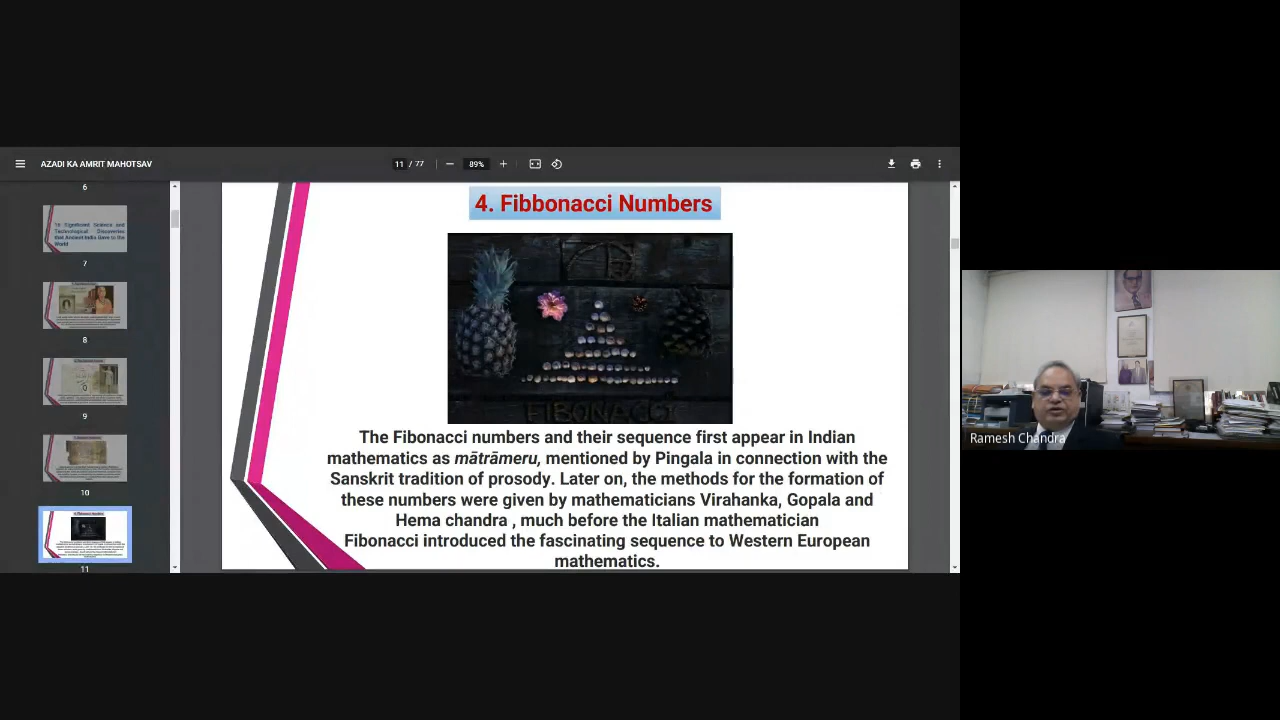 AZADI KA AMRIT MAHOTSAV
11 / 77
89%
6
7
8
9
10
11
4. Fibbonacci Numbers
FIBONACCI
The Fibonacci numbers and their sequence first appear in Indian
mathematics as mātrāmeru, mentioned by Pingala in connection with the
Sanskrit tradition of prosody. Later on, the methods for the formation of
these numbers were given by mathematicians Virahanka, Gopala and
Hema chandra , much before the Italian mathematician
Fibonacci introduced the fascinating sequence to Western European
mathematics.
Ramesh Chandra